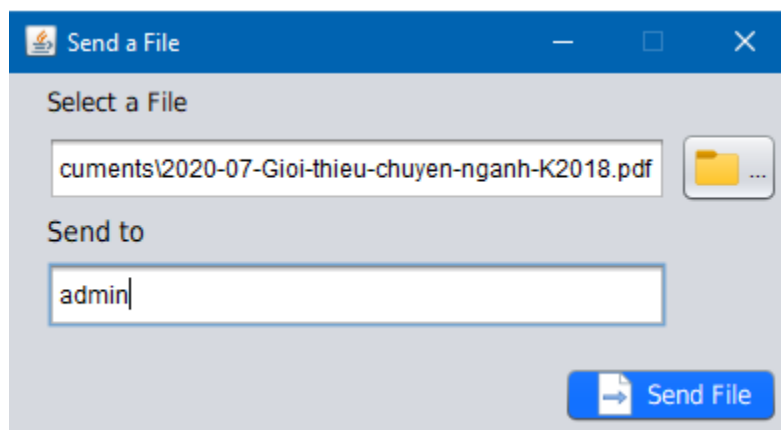 Send a File
Select a File
cuments\2020-07-Gioi-thieu-chuyen-nganh-K2018.pdf
...
Send to
admin
Send File